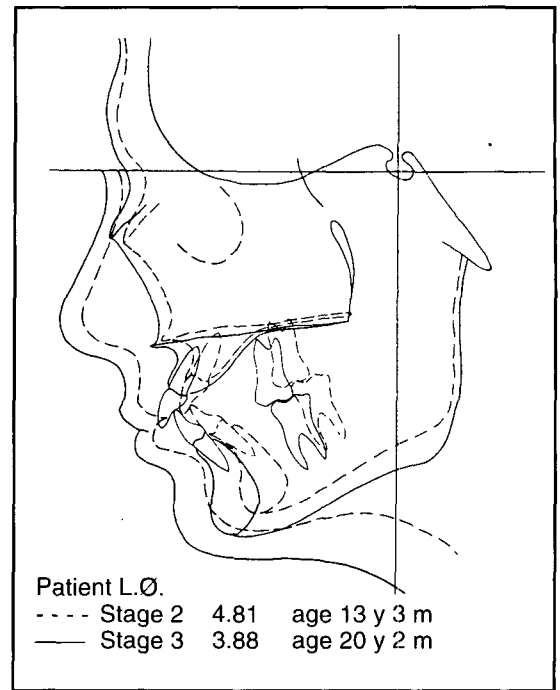 Patient L.Ø.
- - - - Stage 2 4.81 age 13 y 3 m
—— Stage 3 3.88 age 20 y 2 m